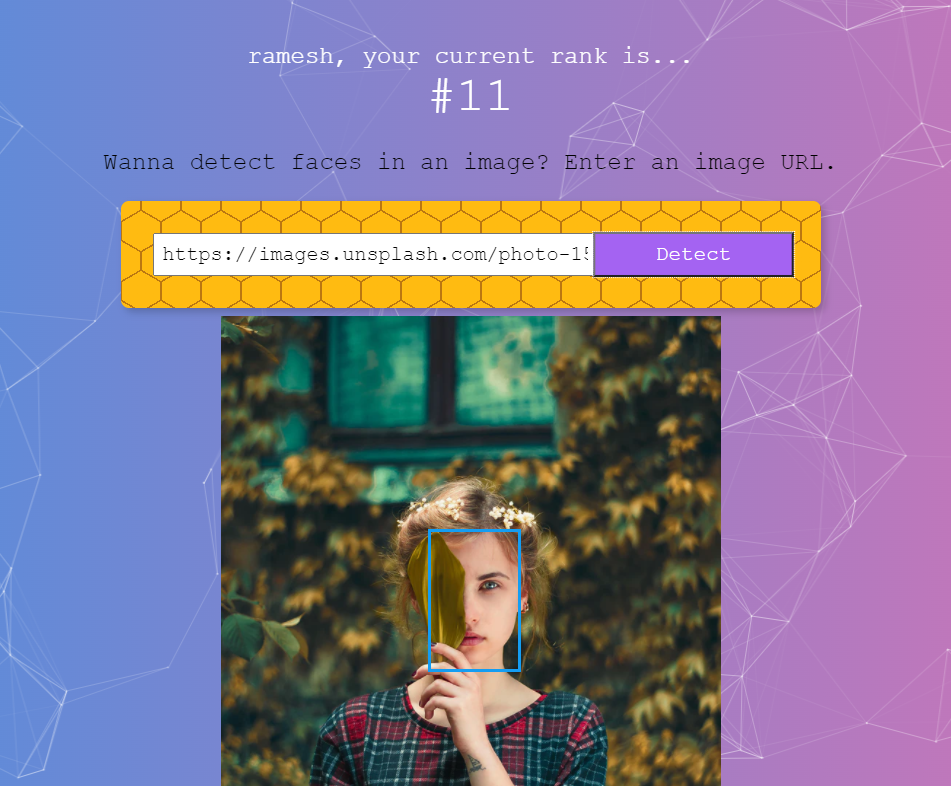 ramesh, your current rank is...
#11
Wanna detect faces in an image? Enter an image URL.
https://images.unsplash.com/photo-15
Detect